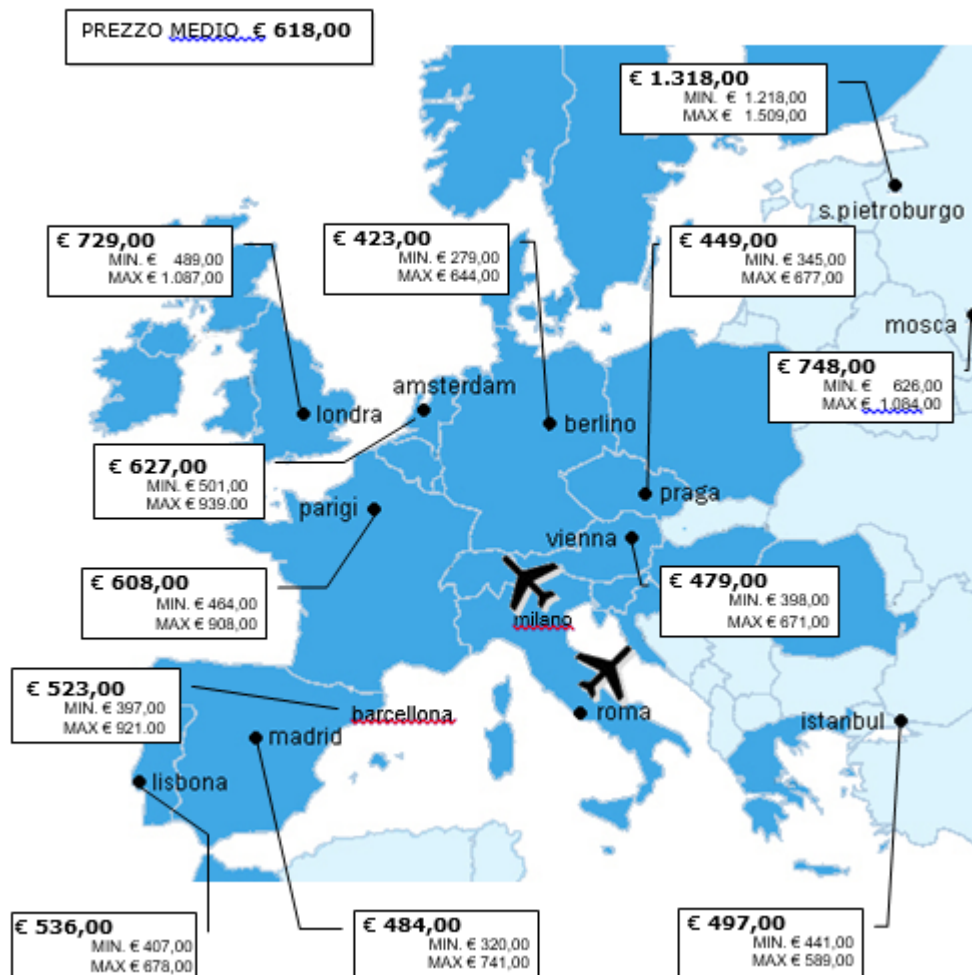 PREZZO MEDIO € 618,00
€ 1.318,00
MIN. € 1.218,00
MAX € 1.509,00
s.pietroburgo
€ 729,00
MIN. € 489,00
MAX € 1.087,00
€ 423,00
MIN. € 279,00
MAX € 644,00
€ 449,00
MIN. € 345,00
MAX € 677,00
mosca
€ 748,00
MIN. € 626,00
MAX € 1.084,00
amsterdam
londra
berlino
€ 627,00
MIN. € 501,00
MAX € 939.00
parigi
praga
vienna
€ 608,00
MIN. € 464,00
MAX € 908,00
€ 479,00
MIN. € 398,00
MAX € 671,00
milano
€ 523,00
MIN. € 397,00
MAX € 921.00
barcellona
roma
istanbul
madrid
lisbona
€ 536,00
MIN. € 407,00
MAX € 678,00
€ 484,00
MIN. € 320,00
MAX € 741,00
€ 497,00
MIN. € 441,00
MAX € 589,00